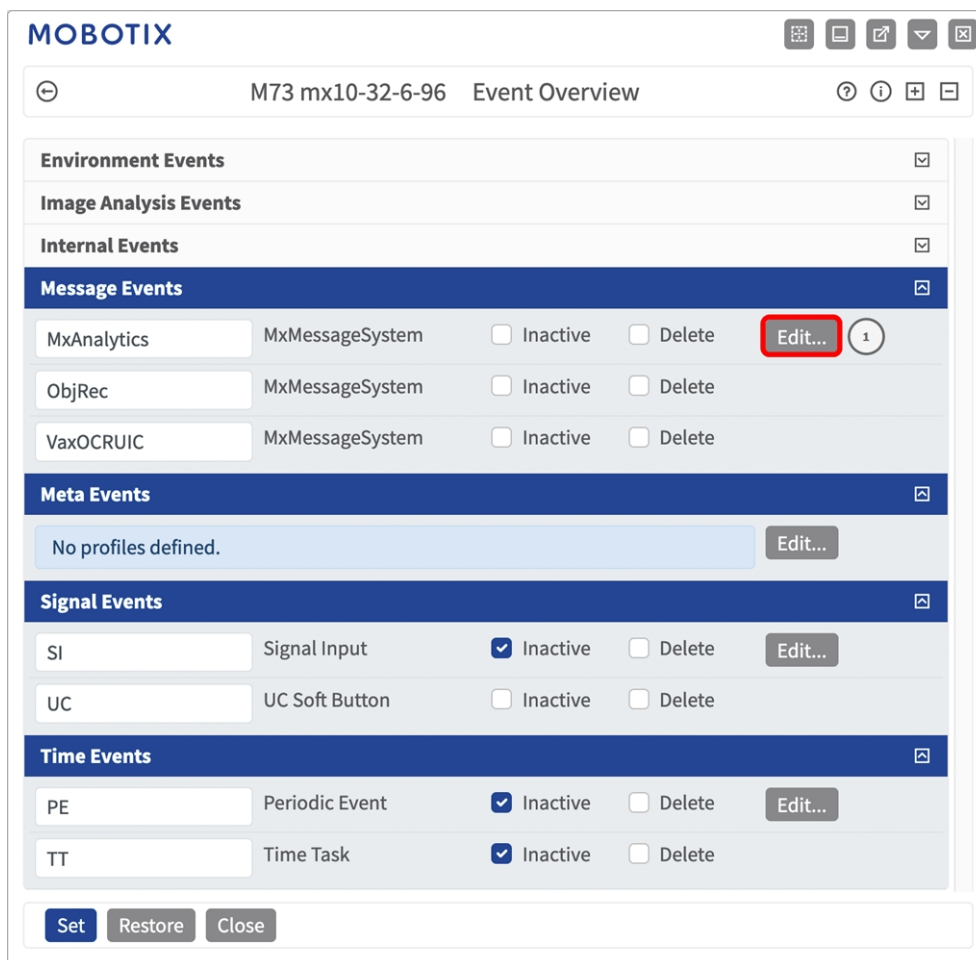 MOBOTIX
M73 mx10-32-6-96 Event Overview
Environment Events
Image Analysis Events
Internal Events
Message Events
MxAnalytics MxMessageSystem Inactive Delete Edit... 1
ObjRec MxMessageSystem Inactive Delete
VaxOCRUIC MxMessageSystem Inactive Delete
Meta Events
No profiles defined. Edit...
Signal Events
SI Signal Input Inactive Delete Edit...
UC UC Soft Button Inactive Delete
Time Events
PE Periodic Event Inactive Delete Edit...
TT Time Task Inactive Delete
Set Restore Close